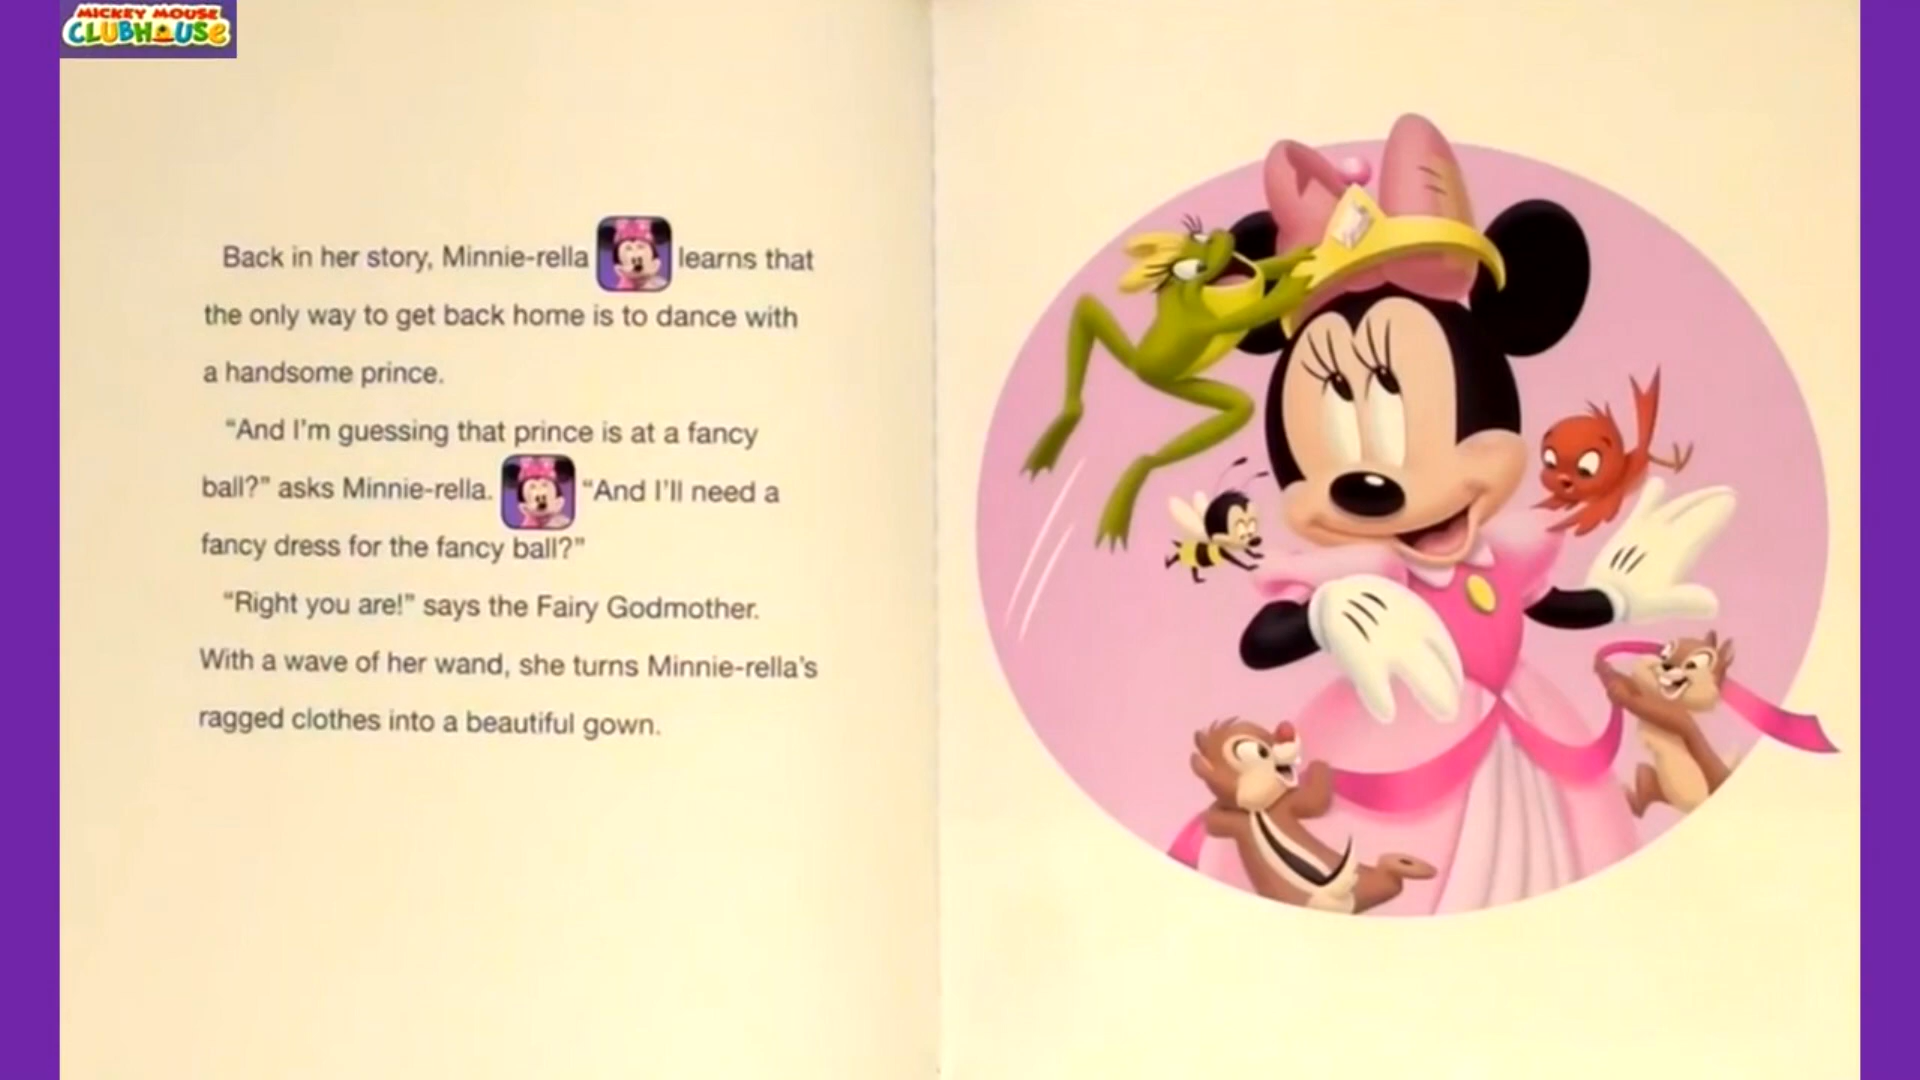 MICKEY MOUSE
CLUBHOUSE
Back in her story, Minnie-rella learns that
the only way to get back home is to dance with
a handsome prince.
“And I’m guessing that prince is at a fancy
ball?” asks Minnie-rella. “And I’ll need a
fancy dress for the fancy ball?”
“Right you are!” says the Fairy Godmother.
With a wave of her wand, she turns Minnie-rella’s
ragged clothes into a beautiful gown.